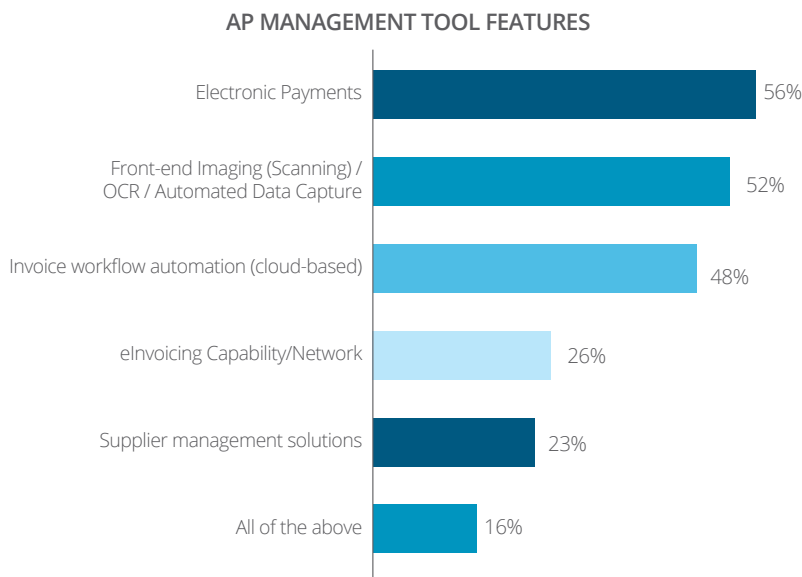 AP MANAGEMENT TOOL FEATURES
Electronic Payments
56%
Front-end Imaging (Scanning) /
OCR / Automated Data Capture
52%
Invoice workflow automation (cloud-based)
48%
eInvoicing Capability/Network
26%
Supplier management solutions
23%
All of the above
16%